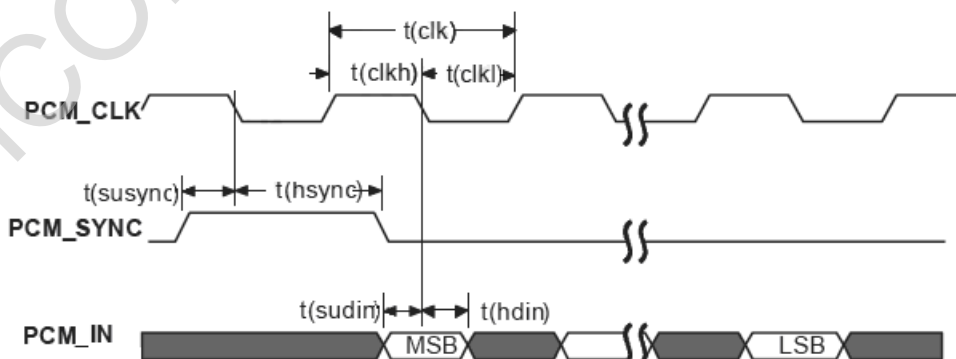 t(clk)
t(clkh) t(clkl)
PCM_CLK
t(susync) t(hsync)
PCM_SYNC
t(sudin) t(hdin)
PCM_IN MSB LSB